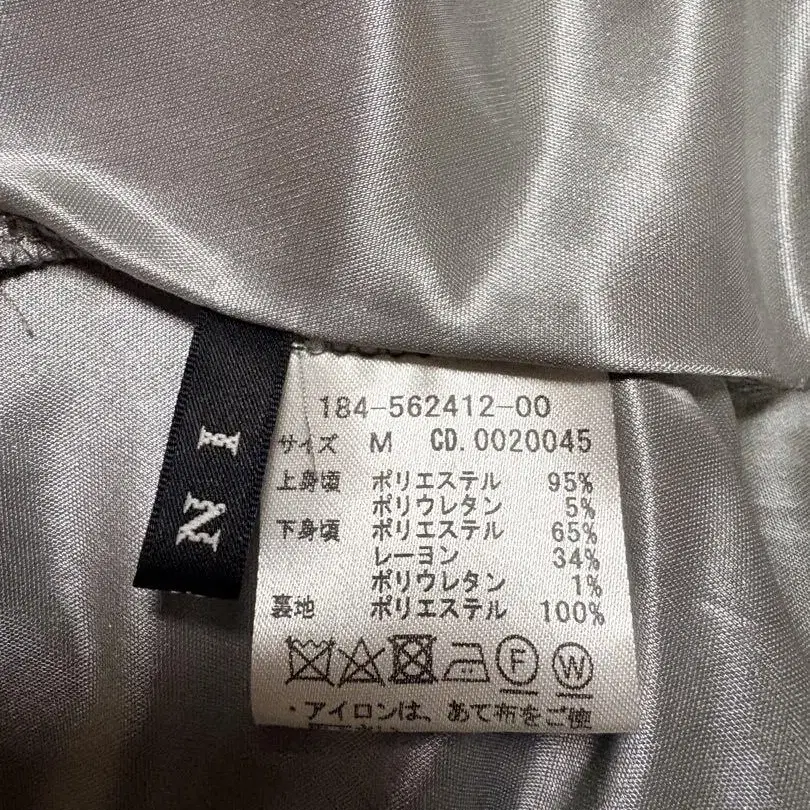 184-562412-00
サイズ M CD.0020045
上身頃 ポリエステル 95%
ポリウレタン 5%
下身頃 ポリエステル 65%
レーヨン 34%
ポリウレタン 1%
裏地 ポリエステル 100%
F W
・アイロンは、あて布をご使
N I